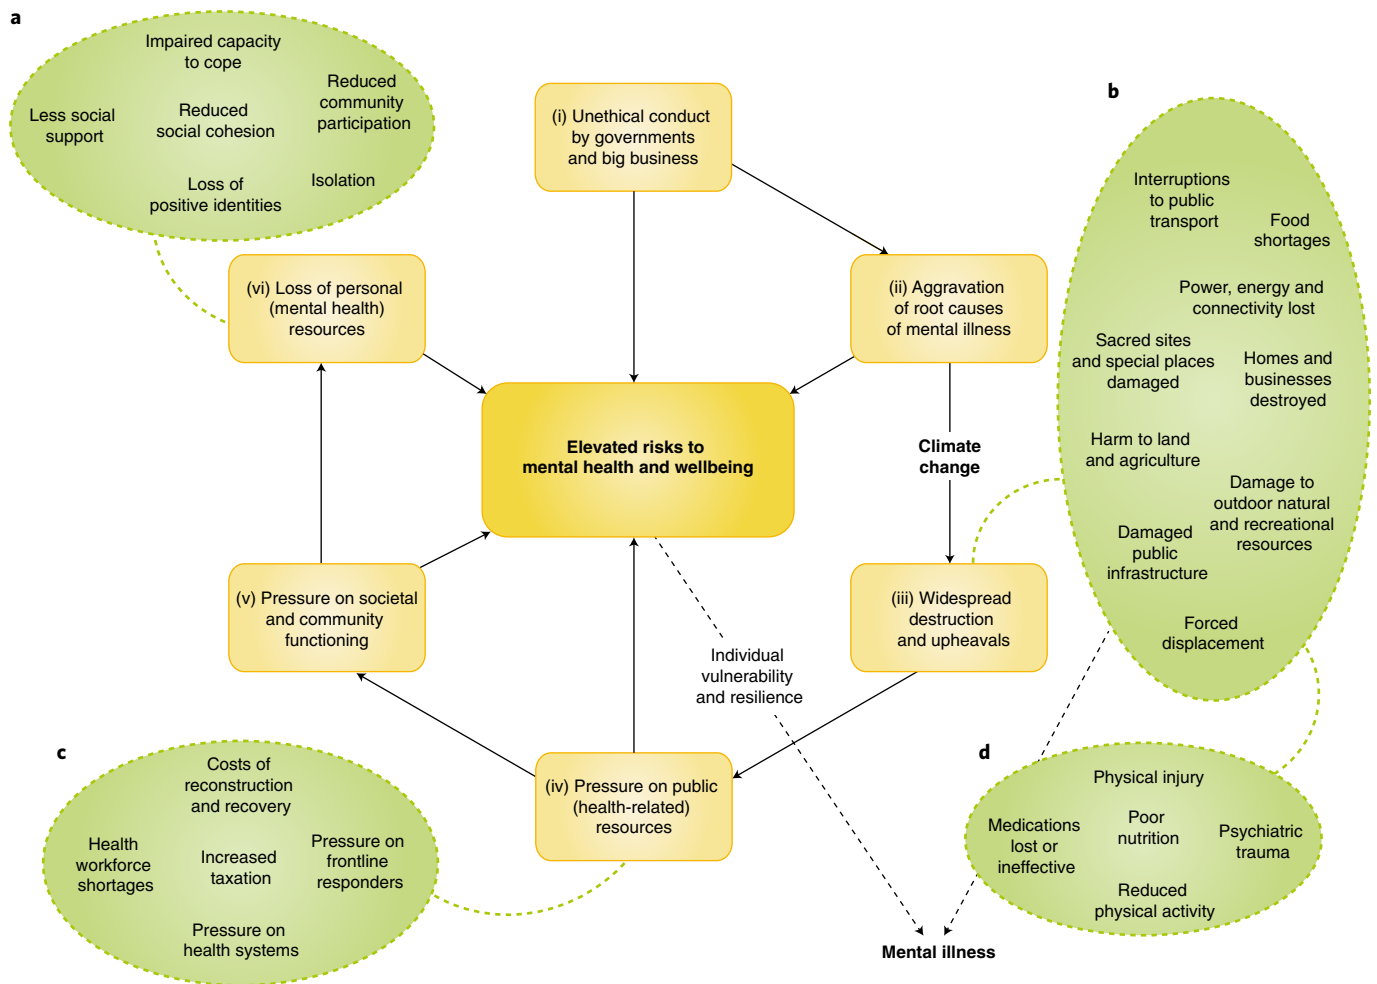 a
Impaired capacity
to cope
Less social
support
Reduced
social cohesion
Reduced
community
participation
Loss of
positive identities
Isolation
(i) Unethical conduct
by governments
and big business
(vi) Loss of personal
(mental health)
resources
(ii) Aggravation
of root causes
of mental illness
Elevated risks to
mental health and wellbeing
Climate
change
(v) Pressure on societal
and community
functioning
(iii) Widespread
destruction
and upheavals
Individual
vulnerability
and resilience
(iv) Pressure on public
(health-related)
resources
b
Interruptions
to public
transport
Food
shortages
Power, energy and
connectivity lost
Sacred sites
and special places
damaged
Homes and
businesses
destroyed
Harm to land
and agriculture
Damage to
outdoor natural
and recreational
resources
Damaged
public
infrastructure
Forced
displacement
c
Costs of
reconstruction
and recovery
Health
workforce
shortages
Increased
taxation
Pressure on
frontline
responders
Pressure on
health systems
d
Physical injury
Medications
lost or
ineffective
Poor
nutrition
Psychiatric
trauma
Reduced
physical activity
Mental illness